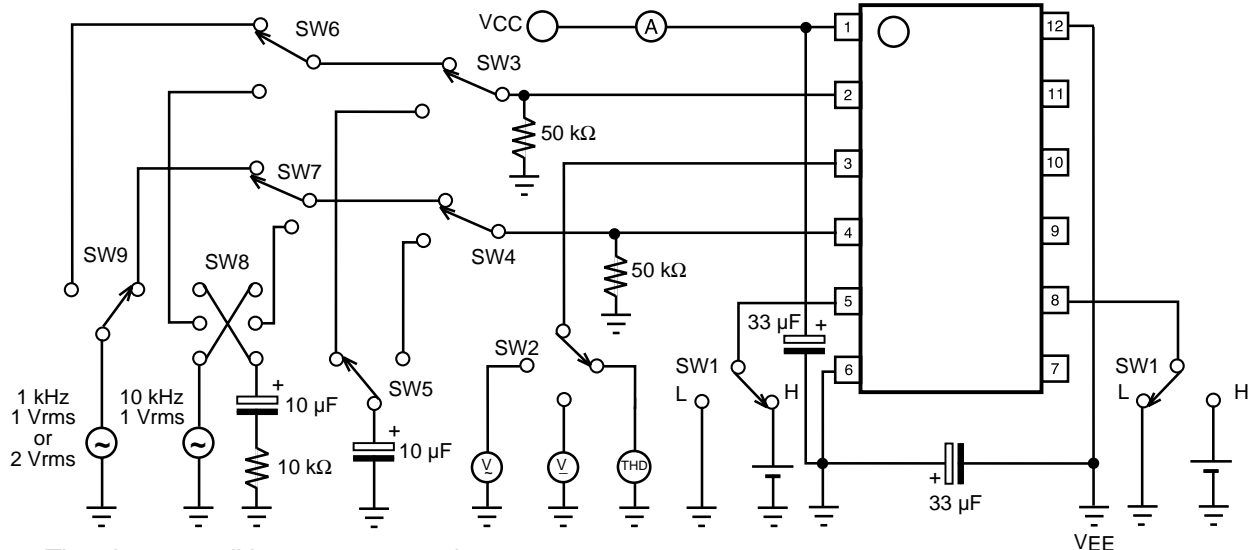 SW6
VCC
A
1
12
SW3
2
11
50 kΩ
SW7
3
10
SW9
SW8
SW4
4
9
50 kΩ
5
8
33 µF +
SW2
SW1
SW1
6
7
L
H
L
H
SW5
1 kHz
1 Vrms
or
2 Vrms
10 kHz
1 Vrms
+
10 µF
+
10 µF
10 kΩ
~
~
V
~
V
THD
+
33 µF
VEE